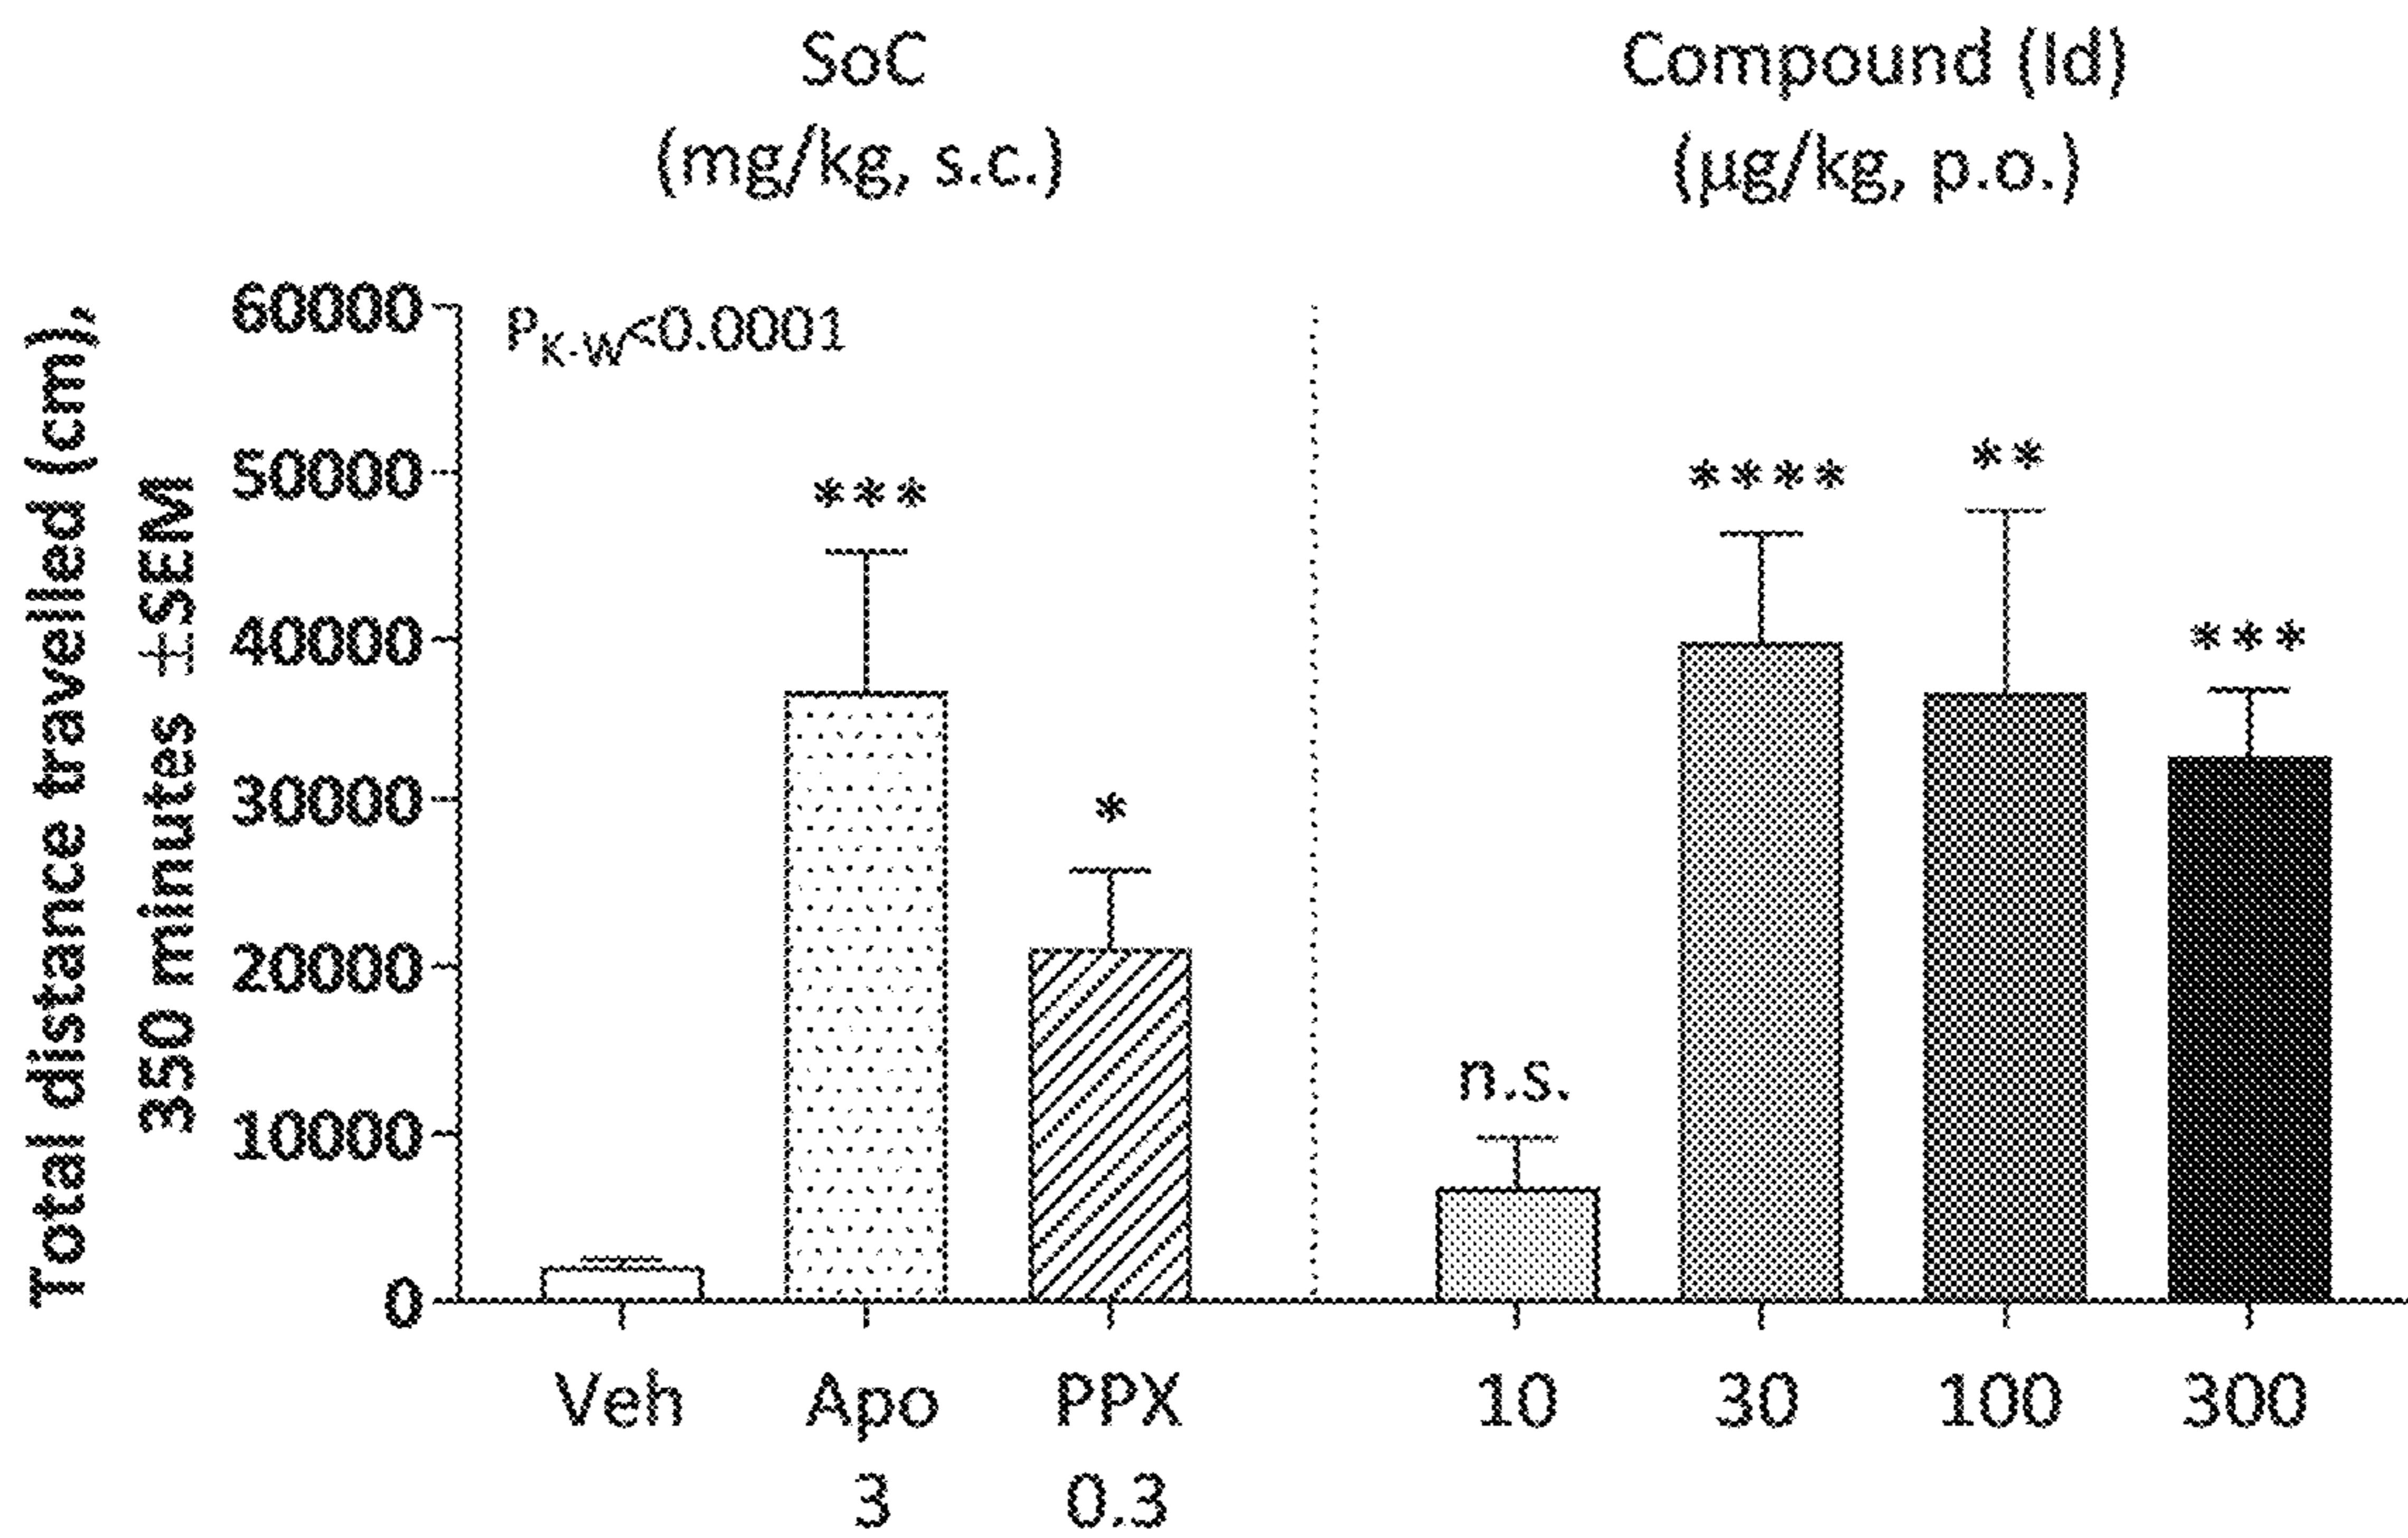 SoC
(mg/kg, s.c.)
Compound (Id)
(µg/kg, p.o.)
Total distance travelled (cm),
350 minutes ±SEM
60000
50000
40000
30000
20000
10000
0
P_K-W<0.0001
***
*
n.s.
****
**
***
Veh
Apo
3
PPX
0.3
10
30
100
300